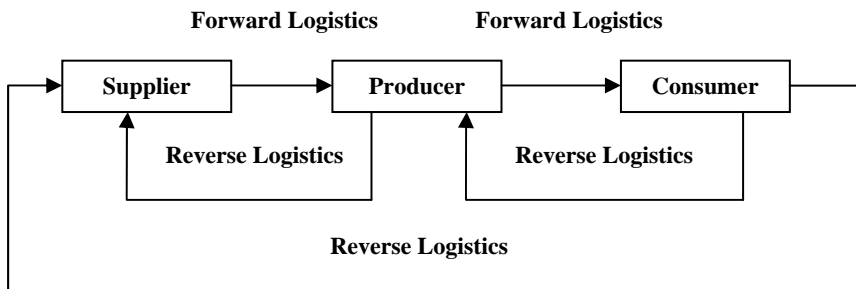 Forward Logistics Forward Logistics
Supplier Producer Consumer
Reverse Logistics Reverse Logistics
Reverse Logistics